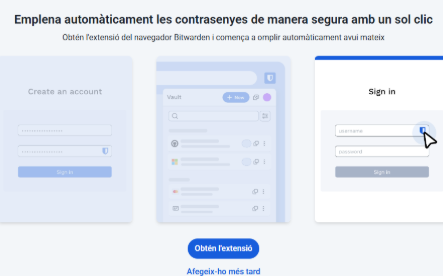 Emplena automàticament les contrasenyes de manera segura amb un sol clic
Obtén l'extensió del navegador Bitwarden i comença a omplir automàticament avui mateix
Create an account
Sign in
Vault
+ New
Sign in
username
password
Sign in
Obtén l'extensió
Afegeix-ho més tard